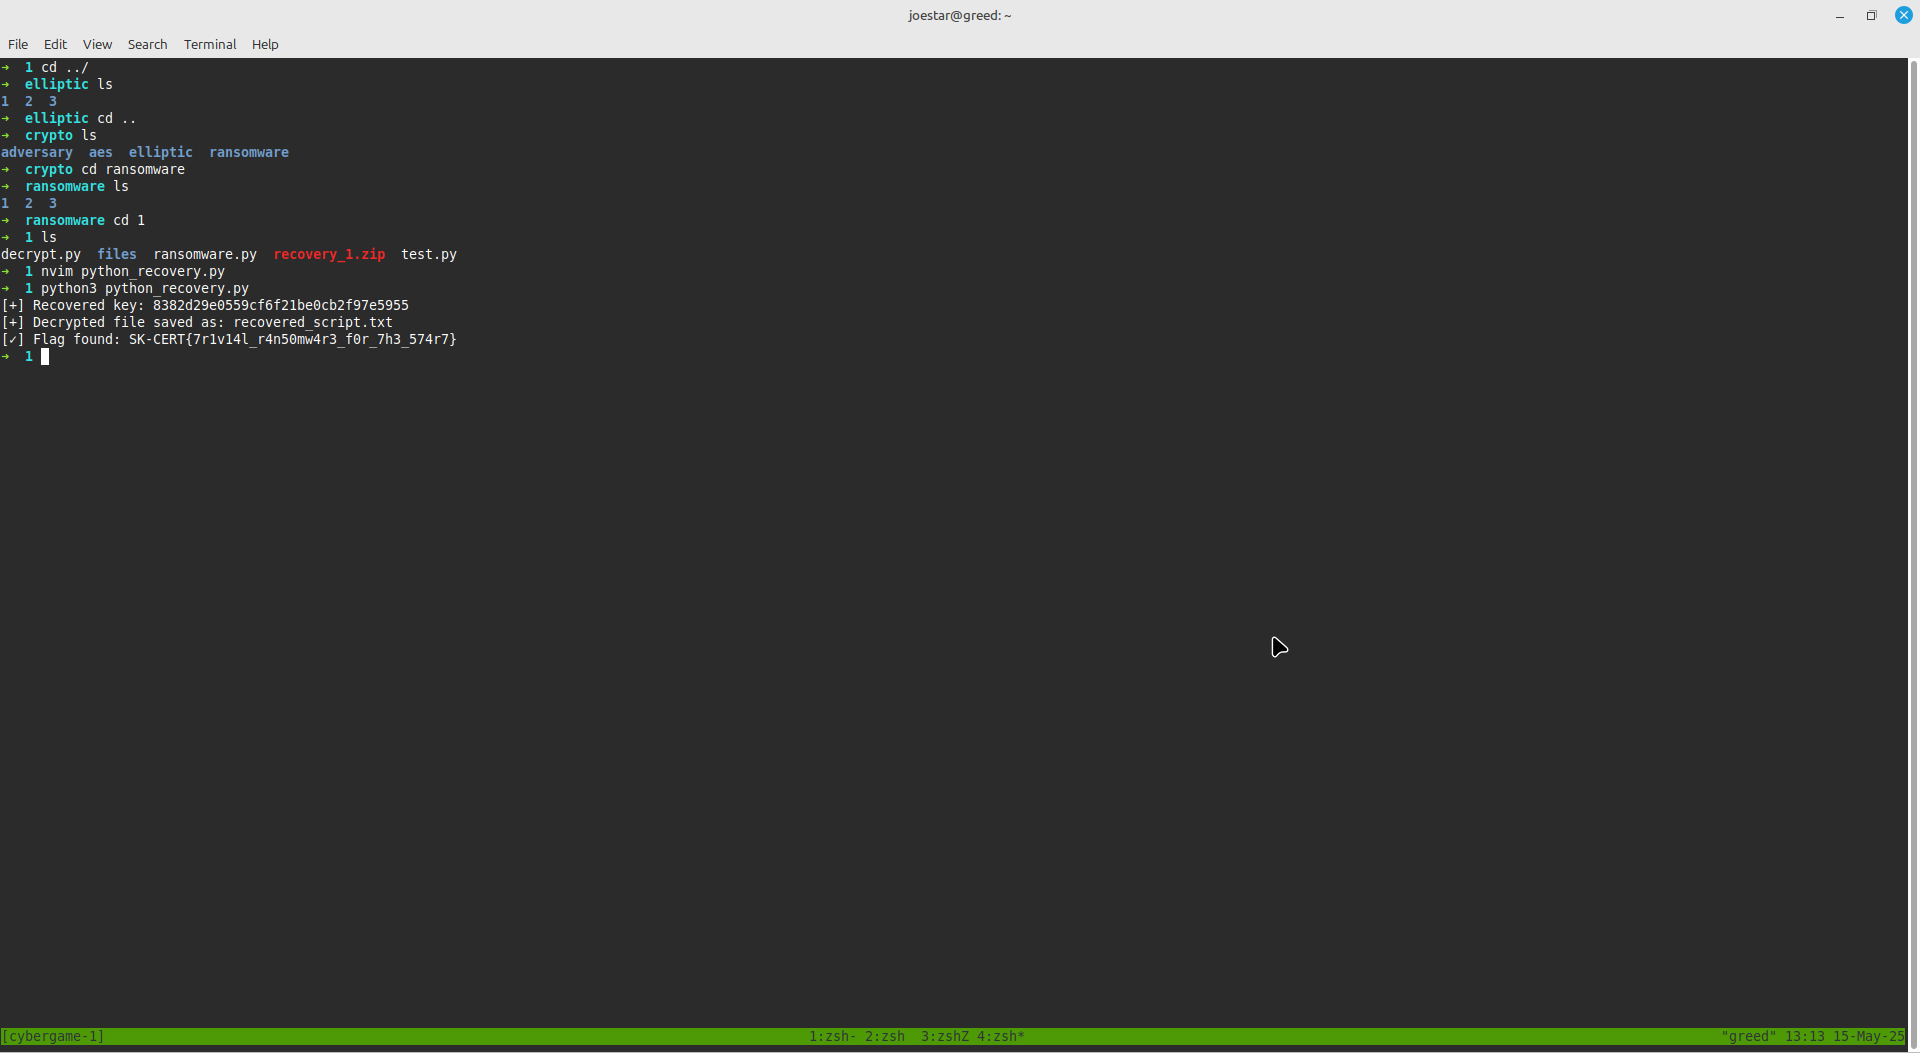 joestar@greed: ~
File Edit View Search Terminal Help
➜  1 cd ../
➜  elliptic ls
1  2  3
➜  elliptic cd ..
➜  crypto ls
adversary  aes  elliptic  ransomware
➜  crypto cd ransomware
➜  ransomware ls
1  2  3
➜  ransomware cd 1
➜  1 ls
decrypt.py  files  ransomware.py  recovery_1.zip  test.py
➜  1 nvim python_recovery.py
➜  1 python3 python_recovery.py
[+] Recovered key: 8382d29e0559cf6f21be0cb2f97e5955
[+] Decrypted file saved as: recovered_script.txt
[✓] Flag found: SK-CERT{7r1v14l_r4n50mw4r3_f0r_7h3_574r7}
➜  1
[cybergame-1] 1:zsh- 2:zsh  3:zshZ 4:zsh* "greed" 13:13 15-May-25